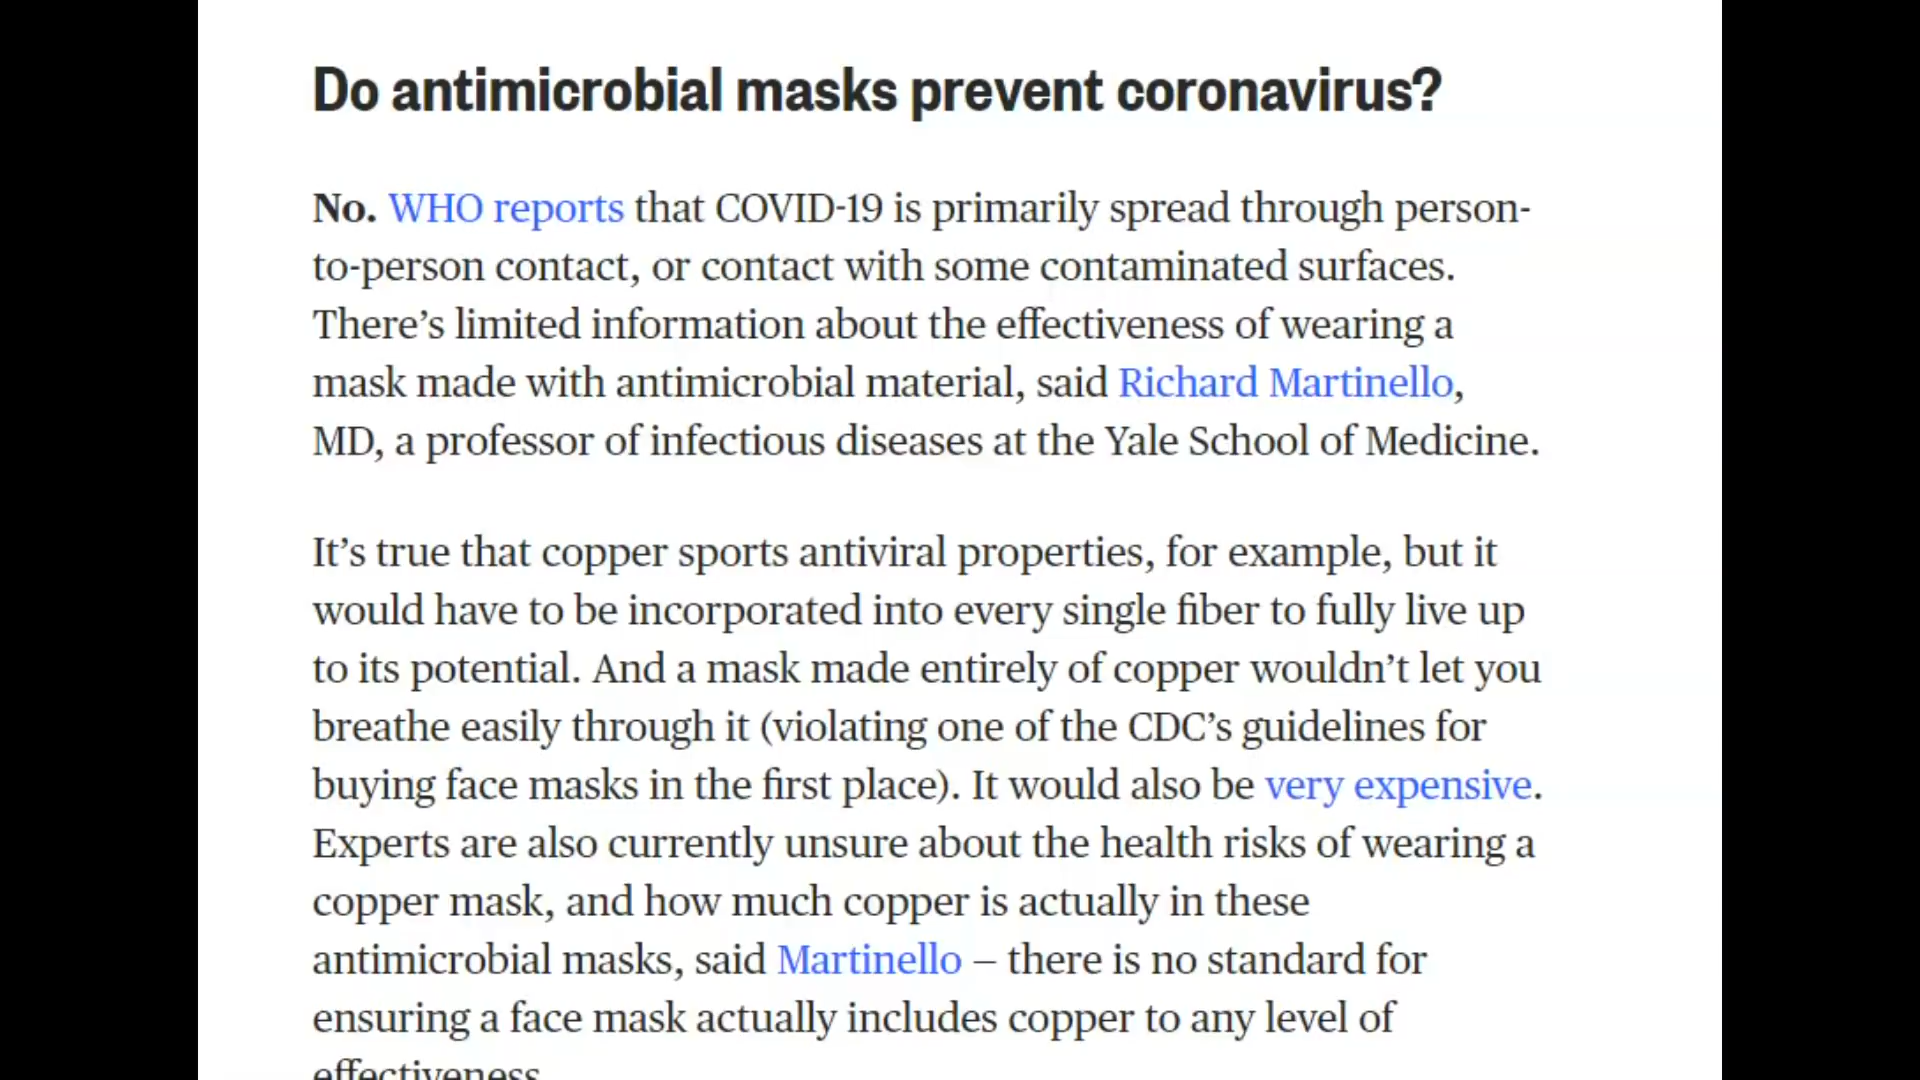 Do antimicrobial masks prevent coronavirus?
No. WHO reports that COVID-19 is primarily spread through person-
to-person contact, or contact with some contaminated surfaces.
There’s limited information about the effectiveness of wearing a
mask made with antimicrobial material, said Richard Martinello,
MD, a professor of infectious diseases at the Yale School of Medicine.
It’s true that copper sports antiviral properties, for example, but it
would have to be incorporated into every single fiber to fully live up
to its potential. And a mask made entirely of copper wouldn’t let you
breathe easily through it (violating one of the CDC’s guidelines for
buying face masks in the first place). It would also be very expensive.
Experts are also currently unsure about the health risks of wearing a
copper mask, and how much copper is actually in these
antimicrobial masks, said Martinello – there is no standard for
ensuring a face mask actually includes copper to any level of
effectiveness.